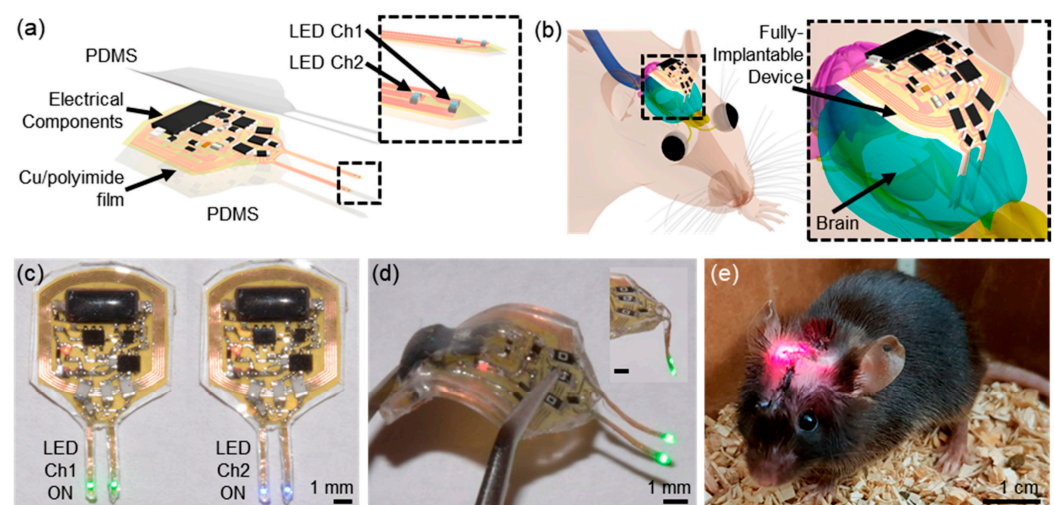 (a)
PDMS
Electrical
Components
Cu/polyimide
film
PDMS
LED Ch1
LED Ch2
(b)
Fully-
Implantable
Device
Brain
(c)
LED
Ch1
ON
LED
Ch2
ON
1 mm
(d)
1 mm
(e)
1 cm